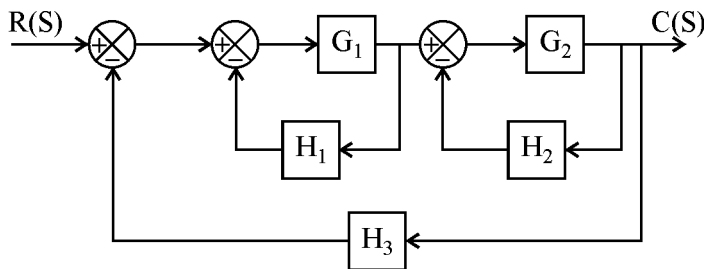 R(S)
+
−
+
−
G₁
+
−
G₂
C(S)
H₁
H₂
H₃